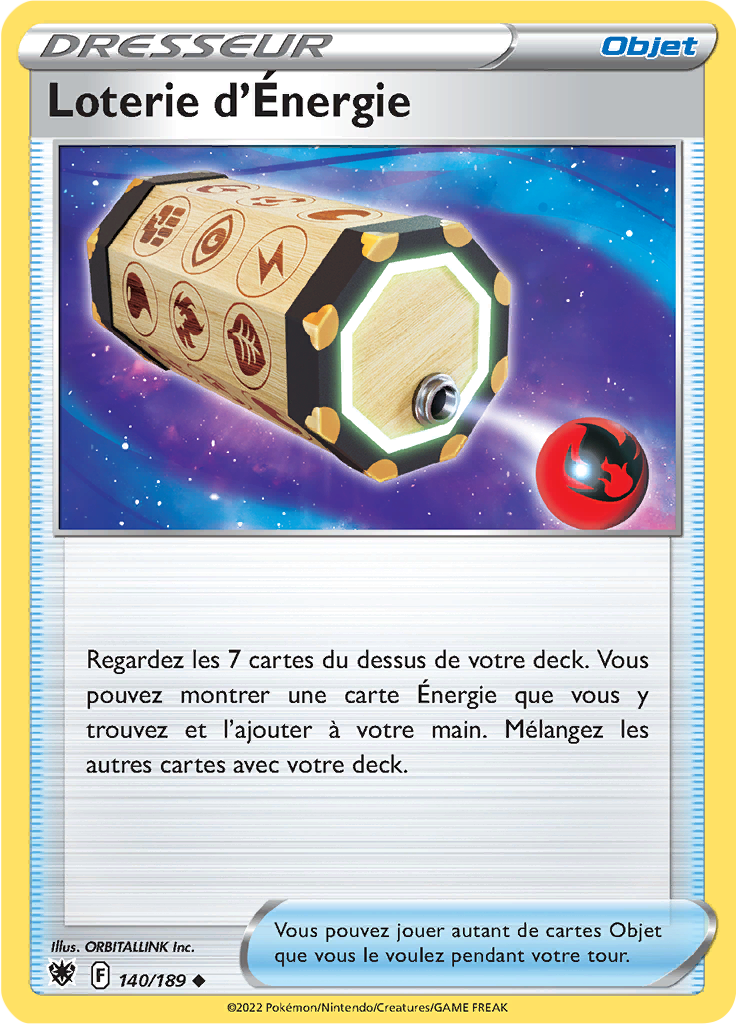 DRESSEUR
Objet
Loterie d'Énergie
Regardez les 7 cartes du dessus de votre deck. Vous
pouvez montrer une carte Énergie que vous y
trouvez et l'ajouter à votre main. Mélangez les
autres cartes avec votre deck.
Vous pouvez jouer autant de cartes Objet
que vous le voulez pendant votre tour.
Illus. ORBITALLINK Inc.
F 140/189
©2022 Pokémon/Nintendo/Creatures/GAME FREAK